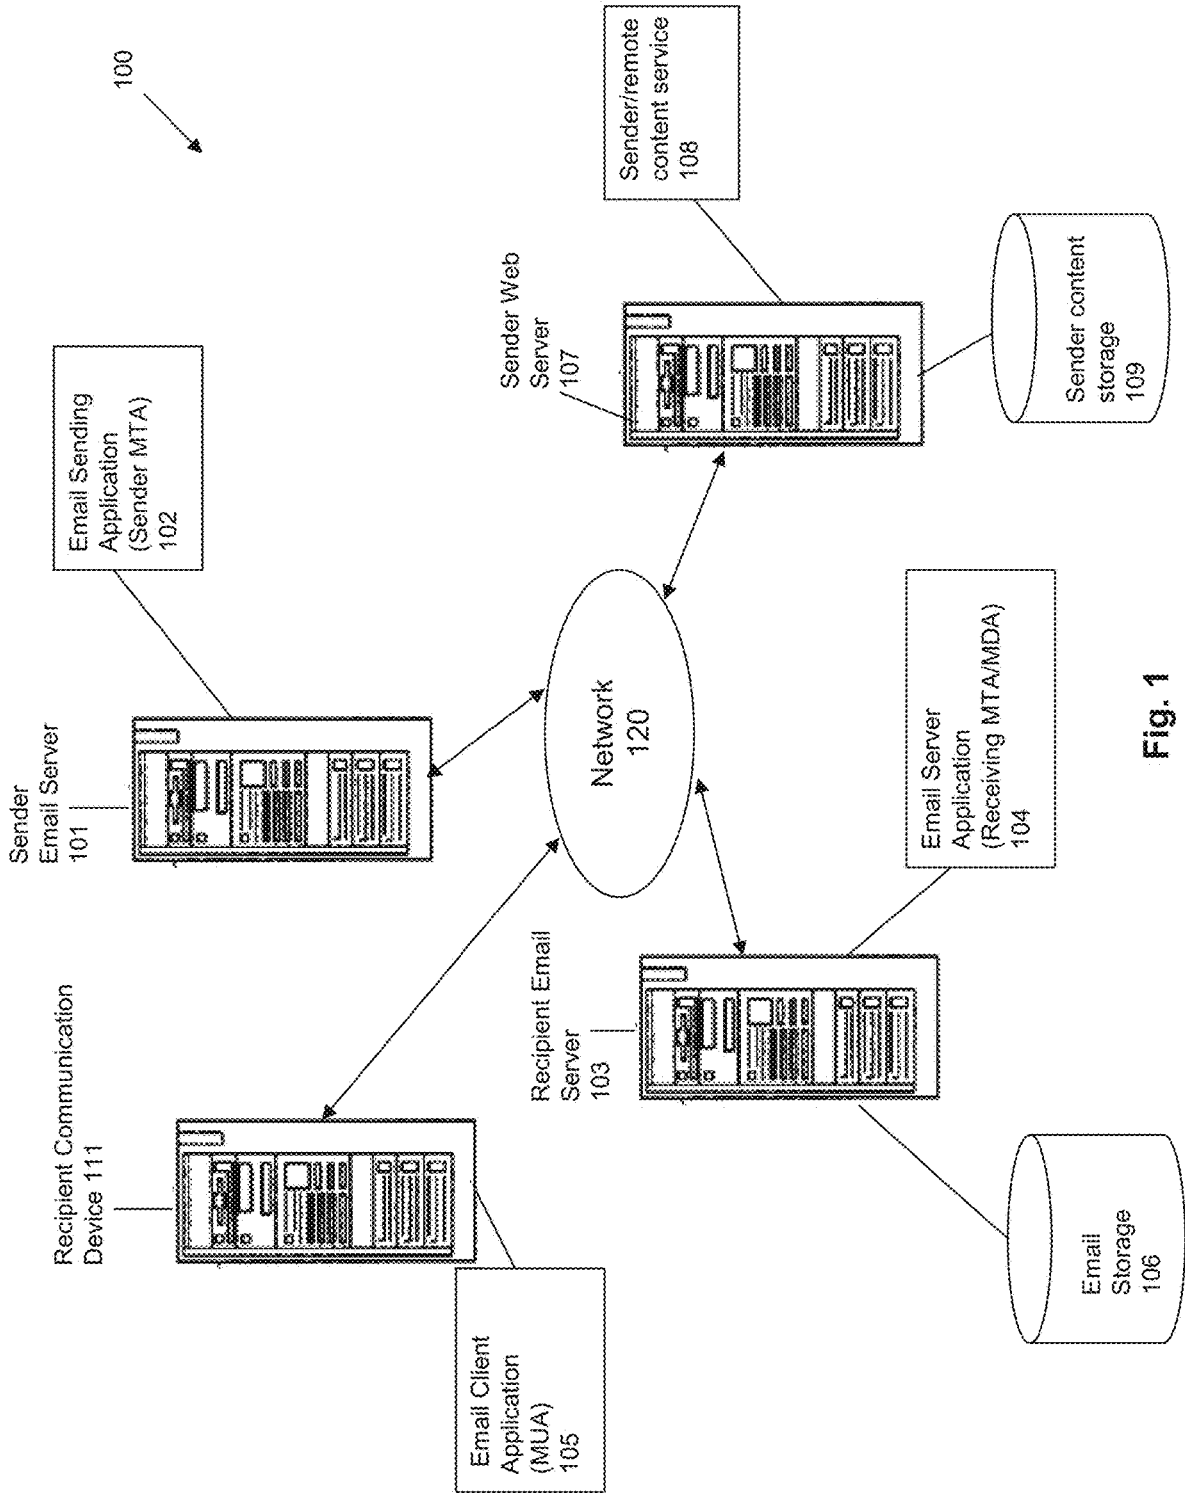 100
Sender
Email Server
101
Email Sending
Application
(Sender MTA)
102
Recipient Communication
Device 111
Email Client
Application
(MUA)
105
Network
120
Sender Web
Server
107
Sender/remote
content service
108
Sender content
storage
109
Recipient Email
Server
103
Email Server
Application
(Receiving MTA/MDA)
104
Email
Storage
106
Fig. 1